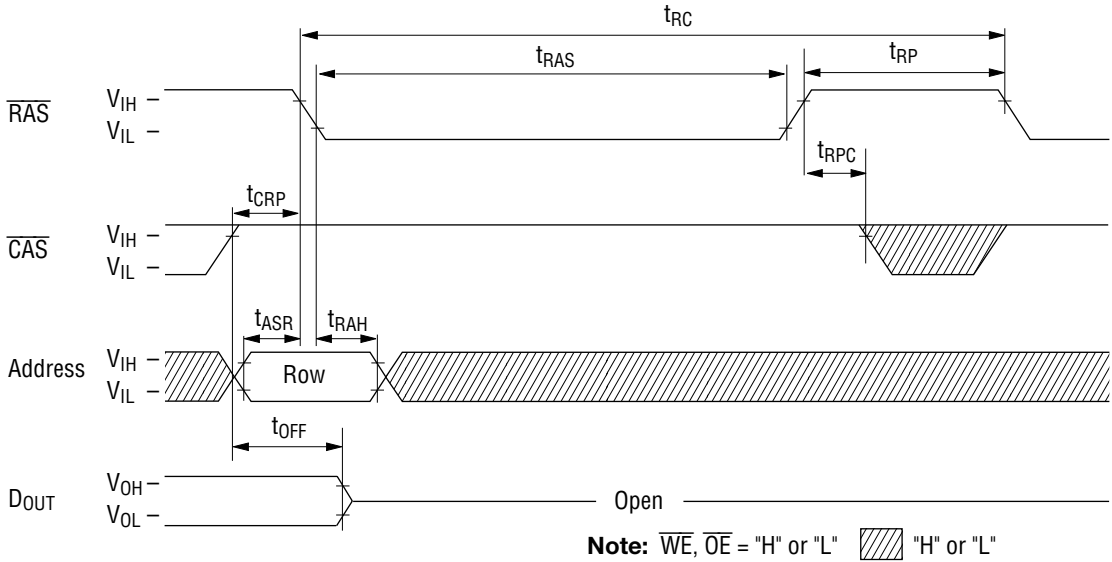 tRC
tRAS
tRP
RAS
VIH
VIL
tRPC
tCRP
CAS
VIH
VIL
tASR
tRAH
Address
VIH
VIL
Row
tOFF
DOUT
VOH
VOL
Open
Note: WE, OE = "H" or "L" "H" or "L"